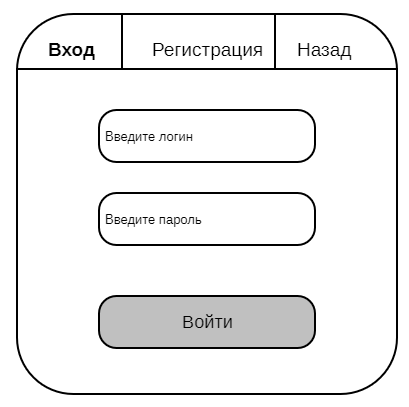 Вход Регистрация Назад
Введите логин
Введите пароль
Войти